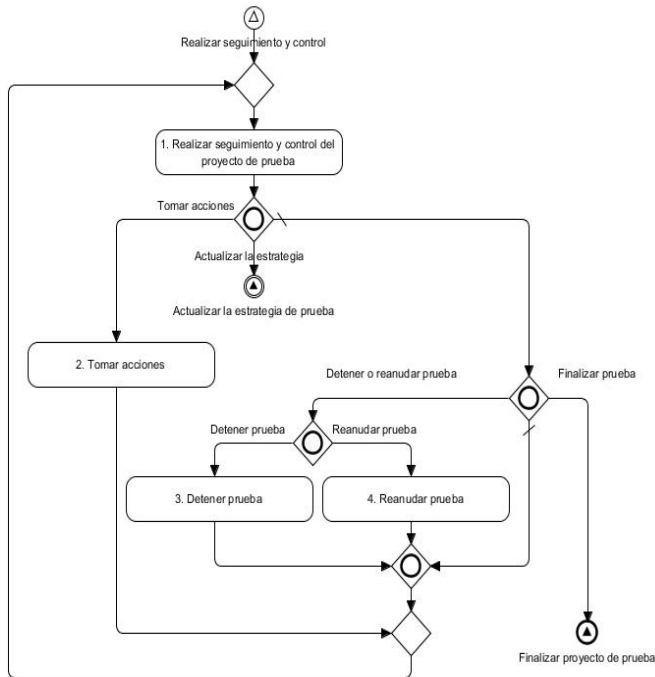 Realizar seguimiento y control
1. Realizar seguimiento y control del
proyecto de prueba
Tomar acciones
Actualizar la estrategia
Actualizar la estrategia de prueba
2. Tomar acciones
Detener o reanudar prueba
Finalizar prueba
Detener prueba
Reanudar prueba
3. Detener prueba
4. Reanudar prueba
Finalizar proyecto de prueba